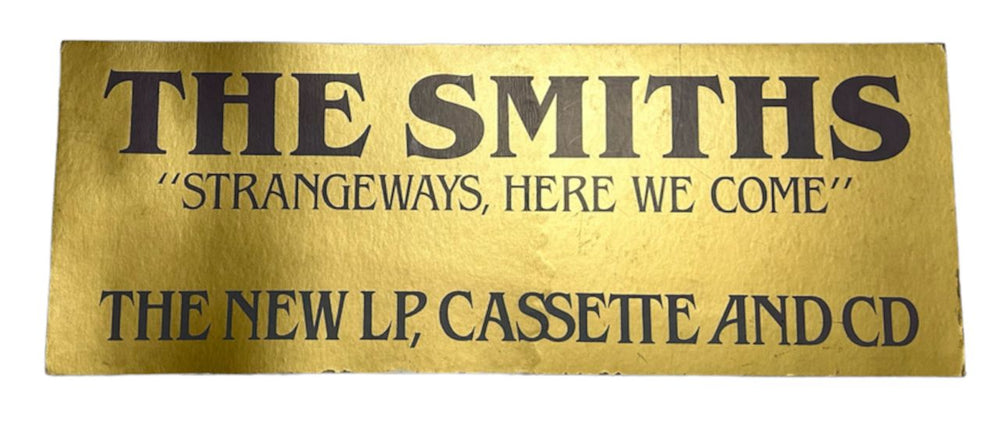 THE SMITHS
"STRANGEWAYS, HERE WE COME"
THE NEW LP, CASSETTE AND CD